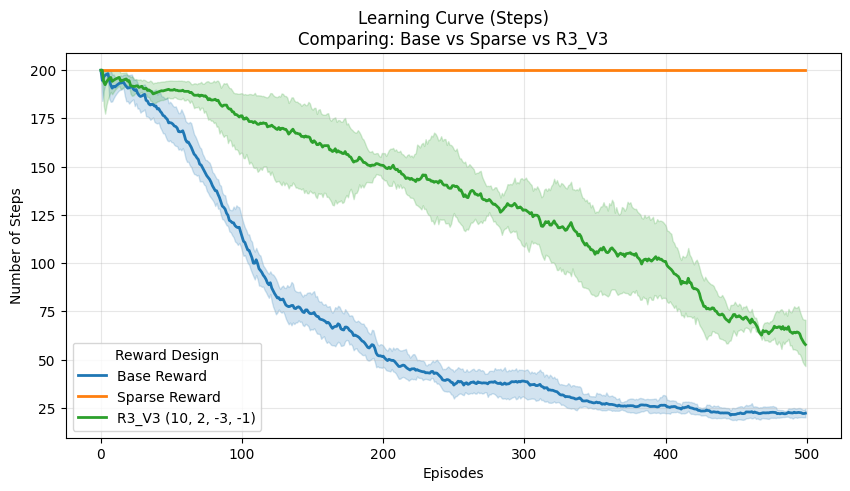 Learning Curve (Steps)
Comparing: Base vs Sparse vs R3_V3
Number of Steps
200
175
150
125
100
75
50
25
Reward Design
Base Reward
Sparse Reward
R3_V3 (10, 2, -3, -1)
0
100
200
300
400
500
Episodes